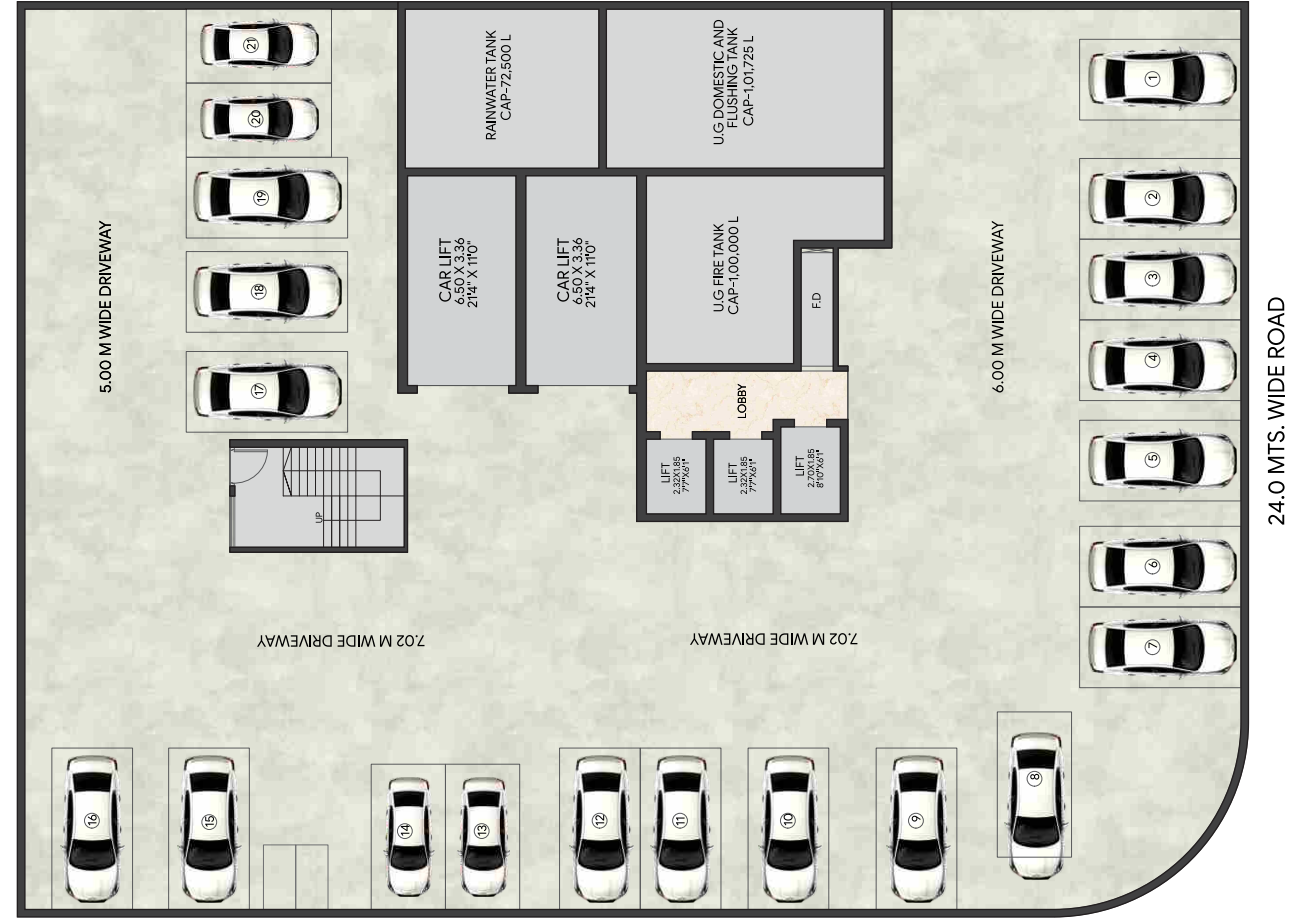 21
20
19
18
17
RAINWATER TANK
CAP-72,500 L
U.G DOMESTIC AND
FLUSHING TANK
CAP-1,01,725 L
CAR LIFT
6.50 X 3.36
21'4" X 11'0"
CAR LIFT
6.50 X 3.36
21'4" X 11'0"
U.G FIRE TANK
CAP-1,00,000 L
F.D
LOBBY
LIFT
2.32X1.85
7'7"X6'1"
LIFT
2.32X1.85
7'7"X6'1"
LIFT
2.70X1.85
8'10"X6'1"
UP
5.00 M WIDE DRIVEWAY
6.00 M WIDE DRIVEWAY
7.02 M WIDE DRIVEWAY
7.02 M WIDE DRIVEWAY
1
2
3
4
5
6
7
8
9
10
11
12
13
14
15
16
24.0 MTS. WIDE ROAD